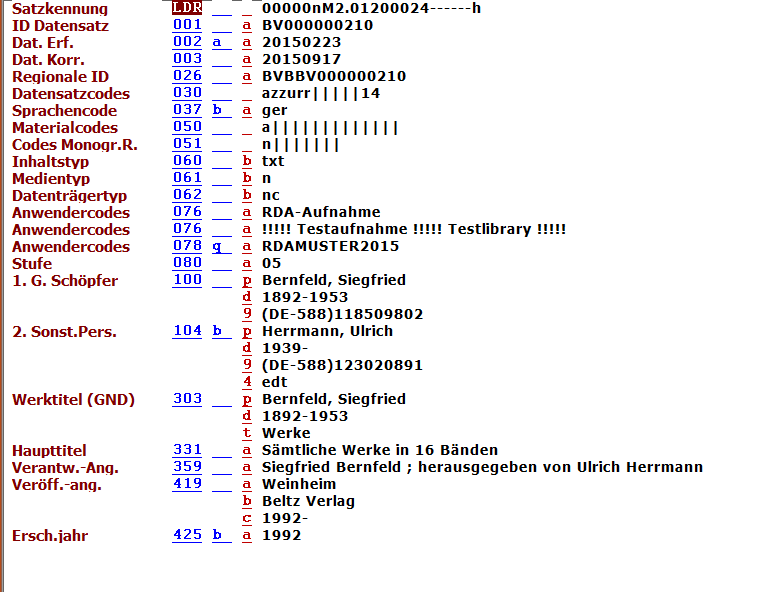 Satzkennung LDR _ _ 00000nM2.01200024------h
ID Datensatz 001 _ a BV000000210
Dat. Erf. 002 a a 20150223
Dat. Korr. 003 _ a 20150917
Regionale ID 026 _ a BVBBV000000210
Datensatzcodes 030 _ _ azzurr|||||14
Sprachencode 037 b a ger
Materialcodes 050 _ _ a|||||||||||||
Codes Monogr.R. 051 _ _ n|||||||
Inhaltstyp 060 _ b txt
Medientyp 061 _ b n
Datenträgertyp 062 _ b nc
Anwendercodes 076 _ a RDA-Aufnahme
Anwendercodes 076 _ a !!!!! Testaufnahme !!!!! Testlibrary !!!!!
Anwendercodes 078 q a RDAMUSTER2015
Stufe 080 _ a 05
1. G. Schöpfer 100 _ p Bernfeld, Siegfried
d 1892-1953
9 (DE-588)118509802
2. Sonst.Pers. 104 b p Herrmann, Ulrich
d 1939-
9 (DE-588)123020891
4 edt
Werktitel (GND) 303 _ p Bernfeld, Siegfried
d 1892-1953
t Werke
Haupttitel 331 _ a Sämtliche Werke in 16 Bänden
Verantw.-Ang. 359 _ a Siegfried Bernfeld ; herausgegeben von Ulrich Herrmann
Veröff.-ang. 419 _ a Weinheim
b Beltz Verlag
c 1992-
Ersch.jahr 425 b a 1992